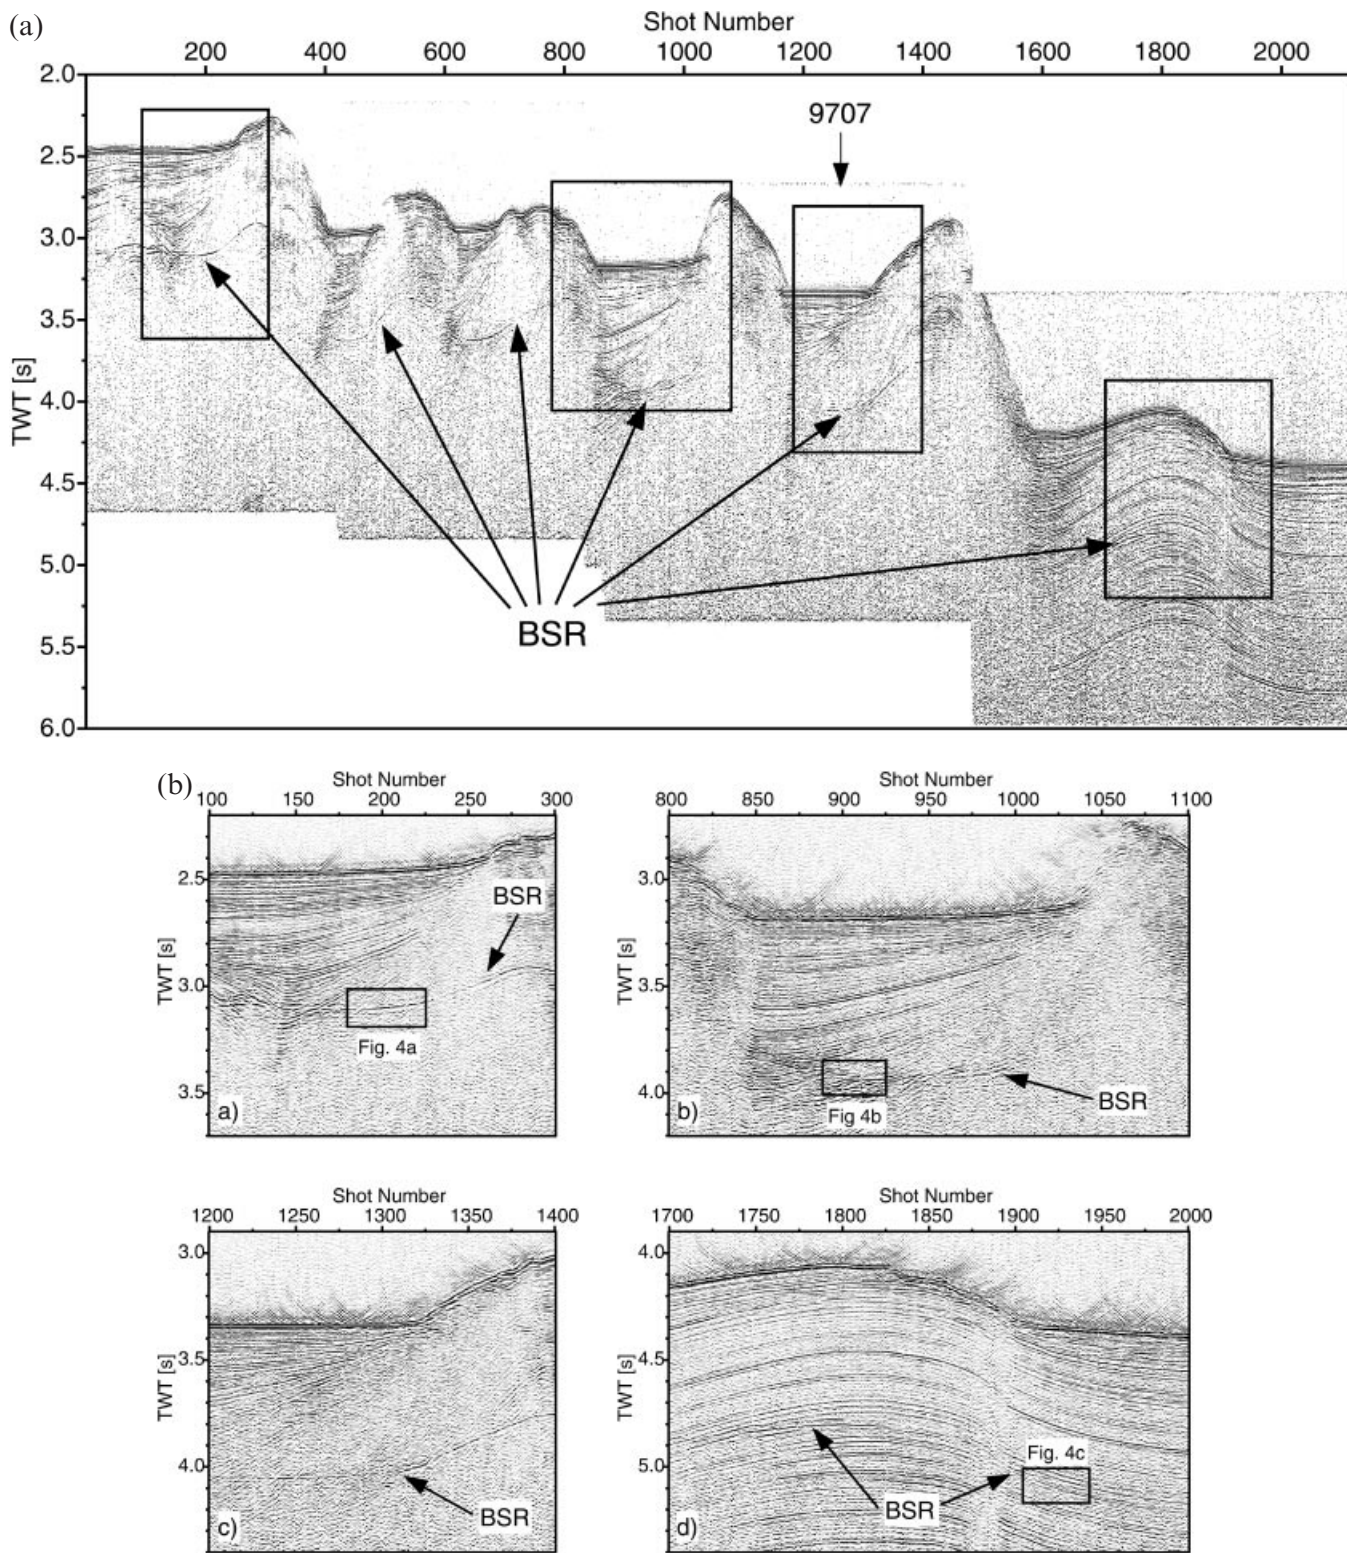 (a)
Shot Number
200 400 600 800 1000 1200 1400 1600 1800 2000
2.0
2.5
3.0
3.5
4.0
4.5
5.0
5.5
6.0
TWT [s]
9707
BSR
(b)
Shot Number
100 150 200 250 300
TWT [s]
2.5
3.0
3.5
BSR
Fig. 4a
a)
Shot Number
800 850 900 950 1000 1050 1100
TWT [s]
3.0
3.5
4.0
Fig 4b
BSR
b)
Shot Number
1200 1250 1300 1350 1400
TWT [s]
3.0
3.5
4.0
BSR
c)
Shot Number
1700 1750 1800 1850 1900 1950 2000
TWT [s]
4.0
4.5
5.0
Fig. 4c
BSR
d)